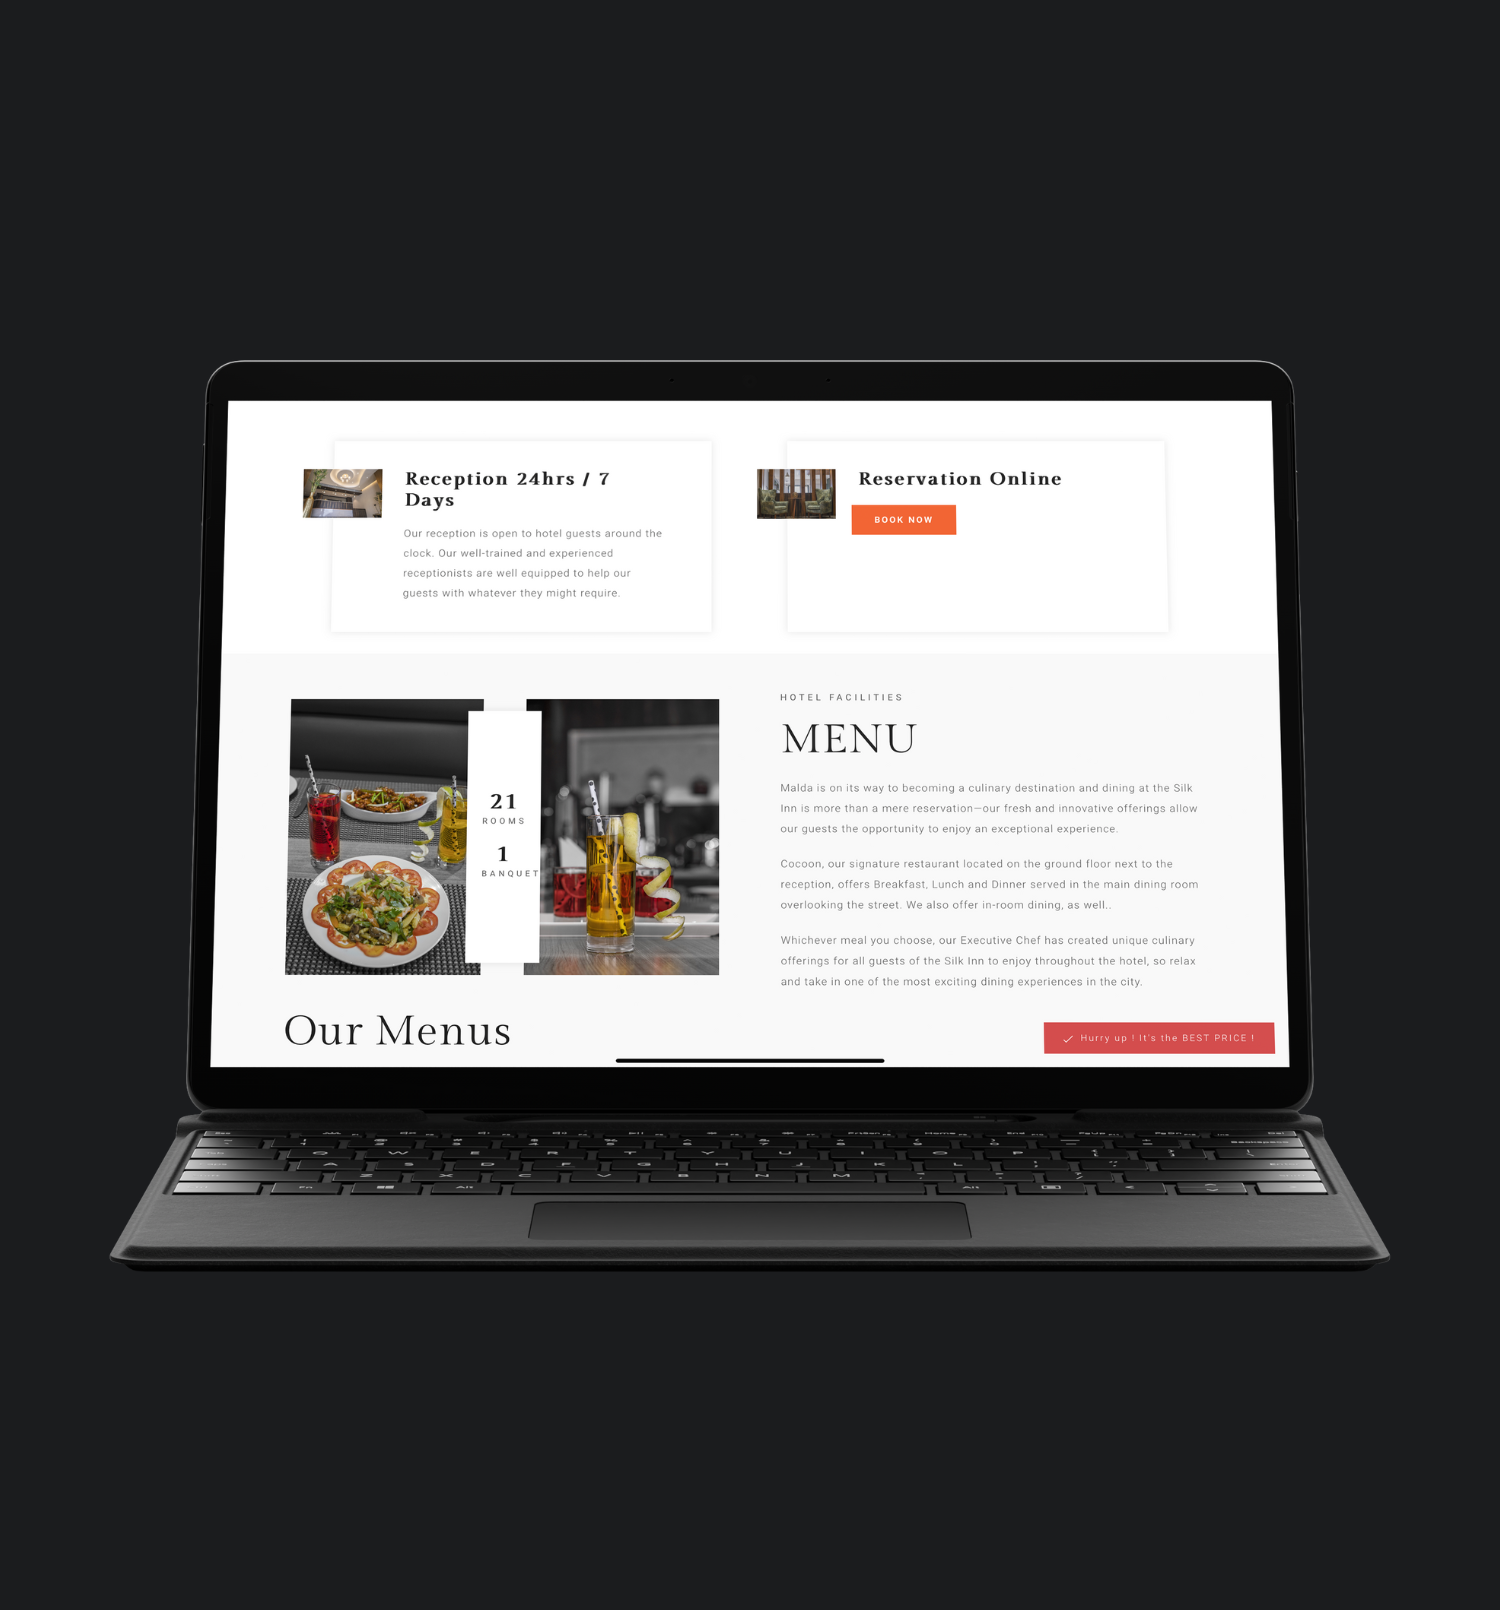 Reception 24hrs / 7
Days
Our reception is open to hotel guests around the
clock. Our well-trained and experienced
receptionists are well equipped to help our
guests with whatever they might require.
Reservation Online
BOOK NOW
21
ROOMS
1
BANQUET
HOTEL FACILITIES
MENU
Malda is on its way to becoming a culinary destination and dining at the Silk
Inn is more than a mere reservation—our fresh and innovative offerings allow
our guests the opportunity to enjoy an exceptional experience.
Cocoon, our signature restaurant located on the ground floor next to the
reception, offers Breakfast, Lunch and Dinner served in the main dining room
overlooking the street. We also offer in-room dining, as well..
Whichever meal you choose, our Executive Chef has created unique culinary
offerings for all guests of the Silk Inn to enjoy throughout the hotel, so relax
and take in one of the most exciting dining experiences in the city.
Our Menus
Hurry up ! It's the BEST PRICE !
Q W E R T Y U I O P
A S D F G H J K L
Z X C V B N M
Fn Alt Alt